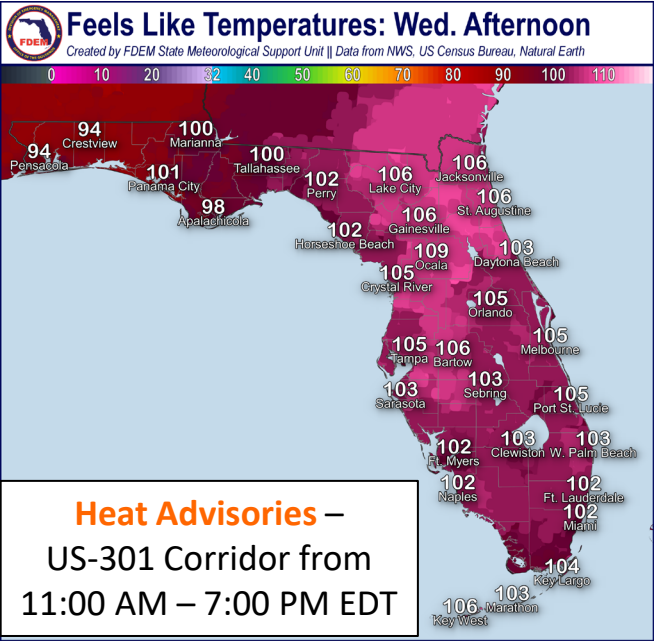 Feels Like Temperatures: Wed. Afternoon
Created by FDEM State Meteorological Support Unit || Data from NWS, US Census Bureau, Natural Earth
FDEM
0 10 20 32 40 50 60 70 80 90 100 110
94
Pensacola
94
Crestview
100
Marianna
101
Panama City
98
Apalachicola
100
Tallahassee
102
Perry
106
Lake City
106
Jacksonville
106
St. Augustine
106
Gainesville
102
Horseshoe Beach
109
Ocala
103
Daytona Beach
105
Crystal River
105
Orlando
105
Melbourne
105
Tampa
106
Bartow
103
Sarasota
103
Sebring
105
Port St. Lucie
102
Ft. Myers
103
Clewiston
103
W. Palm Beach
102
Naples
102
Ft. Lauderdale
102
Miami
104
Key Largo
103
Marathon
106
Key West
Heat Advisories –
US-301 Corridor from
11:00 AM – 7:00 PM EDT